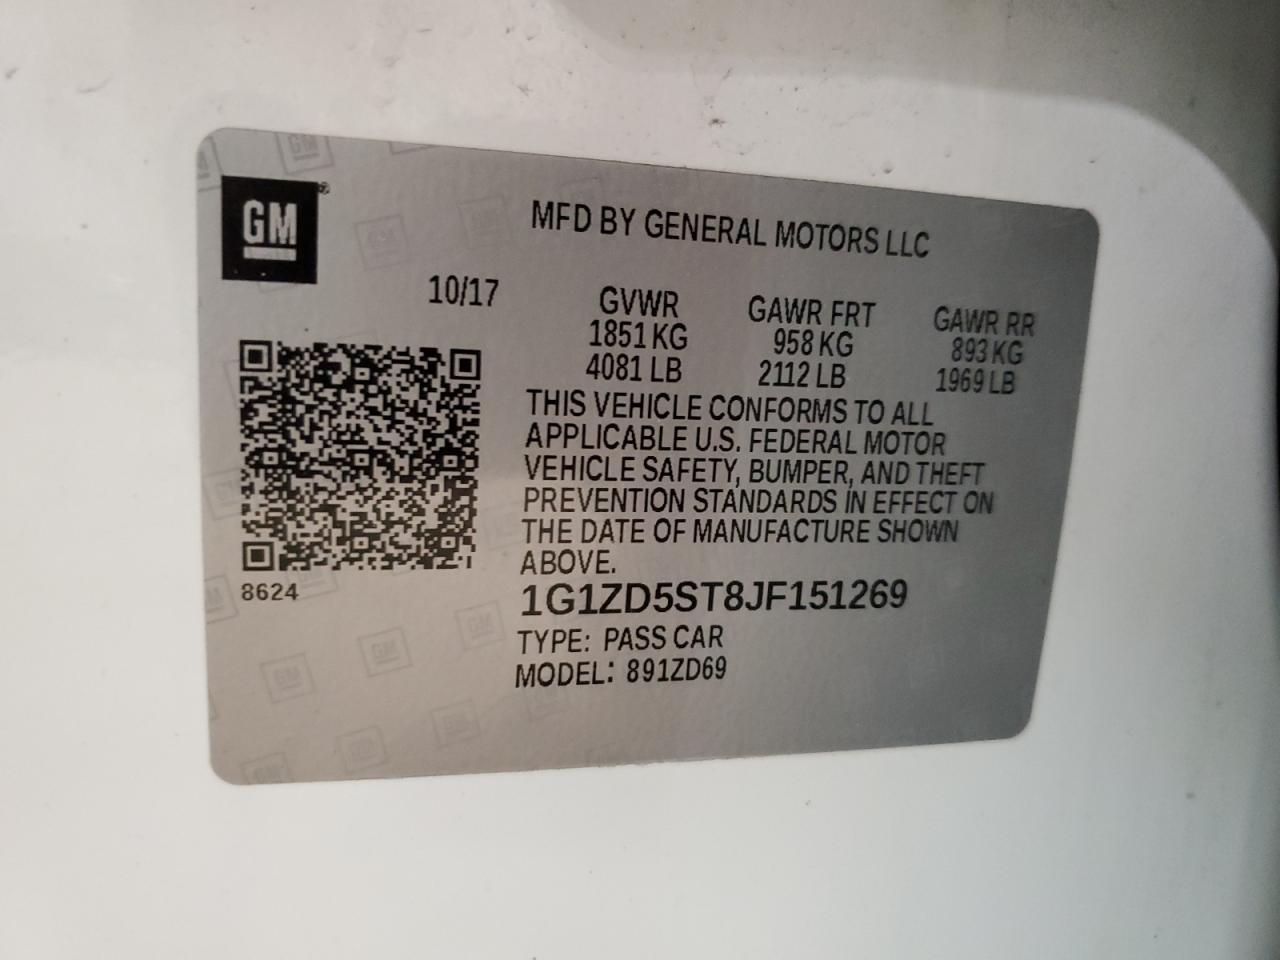 GM
®
MFD BY GENERAL MOTORS LLC
10/17
GVWR GAWR FRT GAWR RR
1851 KG 958 KG 893 KG
4081 LB 2112 LB 1969 LB
THIS VEHICLE CONFORMS TO ALL
APPLICABLE U.S. FEDERAL MOTOR
VEHICLE SAFETY, BUMPER, AND THEFT
PREVENTION STANDARDS IN EFFECT ON
THE DATE OF MANUFACTURE SHOWN
ABOVE.
8624
1G1ZD5ST8JF151269
TYPE: PASS CAR
MODEL: 891ZD69